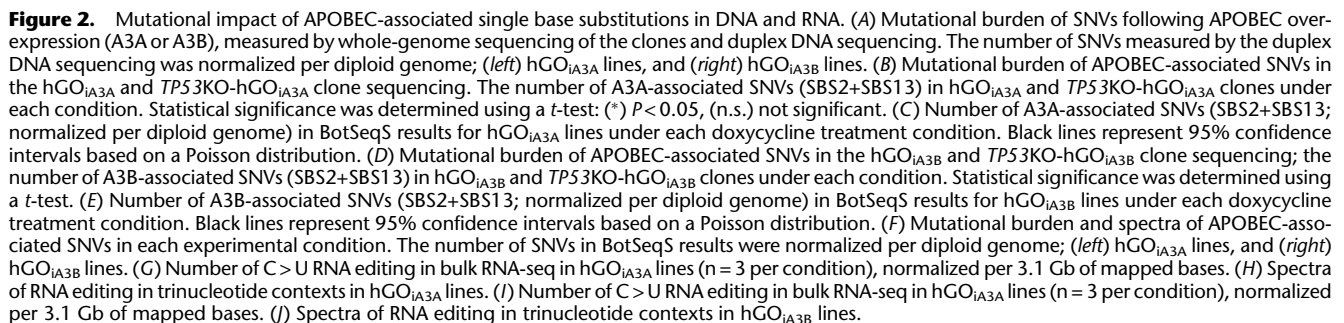 Figure 2. Mutational impact of APOBEC-associated single base substitutions in DNA and RNA. (A) Mutational burden of SNVs following APOBEC over-
expression (A3A or A3B), measured by whole-genome sequencing of the clones and duplex DNA sequencing. The number of SNVs measured by the duplex
DNA sequencing was normalized per diploid genome; (left) hGOiA3A lines, and (right) hGOiA3B lines. (B) Mutational burden of APOBEC-associated SNVs in
the hGOiA3A and TP53KO-hGOiA3A clone sequencing. The number of A3A-associated SNVs (SBS2+SBS13) in hGOiA3A and TP53KO-hGOiA3A clones under
each condition. Statistical significance was determined using a t-test: (*) P < 0.05, (n.s.) not significant. (C) Number of A3A-associated SNVs (SBS2+SBS13;
normalized per diploid genome) in BotSeqS results for hGOiA3A lines under each doxycycline treatment condition. Black lines represent 95% confidence
intervals based on a Poisson distribution. (D) Mutational burden of APOBEC-associated SNVs in the hGOiA3B and TP53KO-hGOiA3B clone sequencing; the
number of A3B-associated SNVs (SBS2+SBS13) in hGOiA3B and TP53KO-hGOiA3B clones under each condition. Statistical significance was determined using
a t-test. (E) Number of A3B-associated SNVs (SBS2+SBS13; normalized per diploid genome) in BotSeqS results for hGOiA3B lines under each doxycycline
treatment condition. Black lines represent 95% confidence intervals based on a Poisson distribution. (F) Mutational burden and spectra of APOBEC-asso-
ciated SNVs in each experimental condition. The number of SNVs in BotSeqS results were normalized per diploid genome; (left) hGOiA3A lines, and (right)
hGOiA3B lines. (G) Number of C > U RNA editing in bulk RNA-seq in hGOiA3A lines (n = 3 per condition), normalized per 3.1 Gb of mapped bases. (H) Spectra
of RNA editing in trinucleotide contexts in hGOiA3A lines. (I) Number of C > U RNA editing in bulk RNA-seq in hGOiA3A lines (n = 3 per condition), normalized
per 3.1 Gb of mapped bases. (J) Spectra of RNA editing in trinucleotide contexts in hGOiA3B lines.